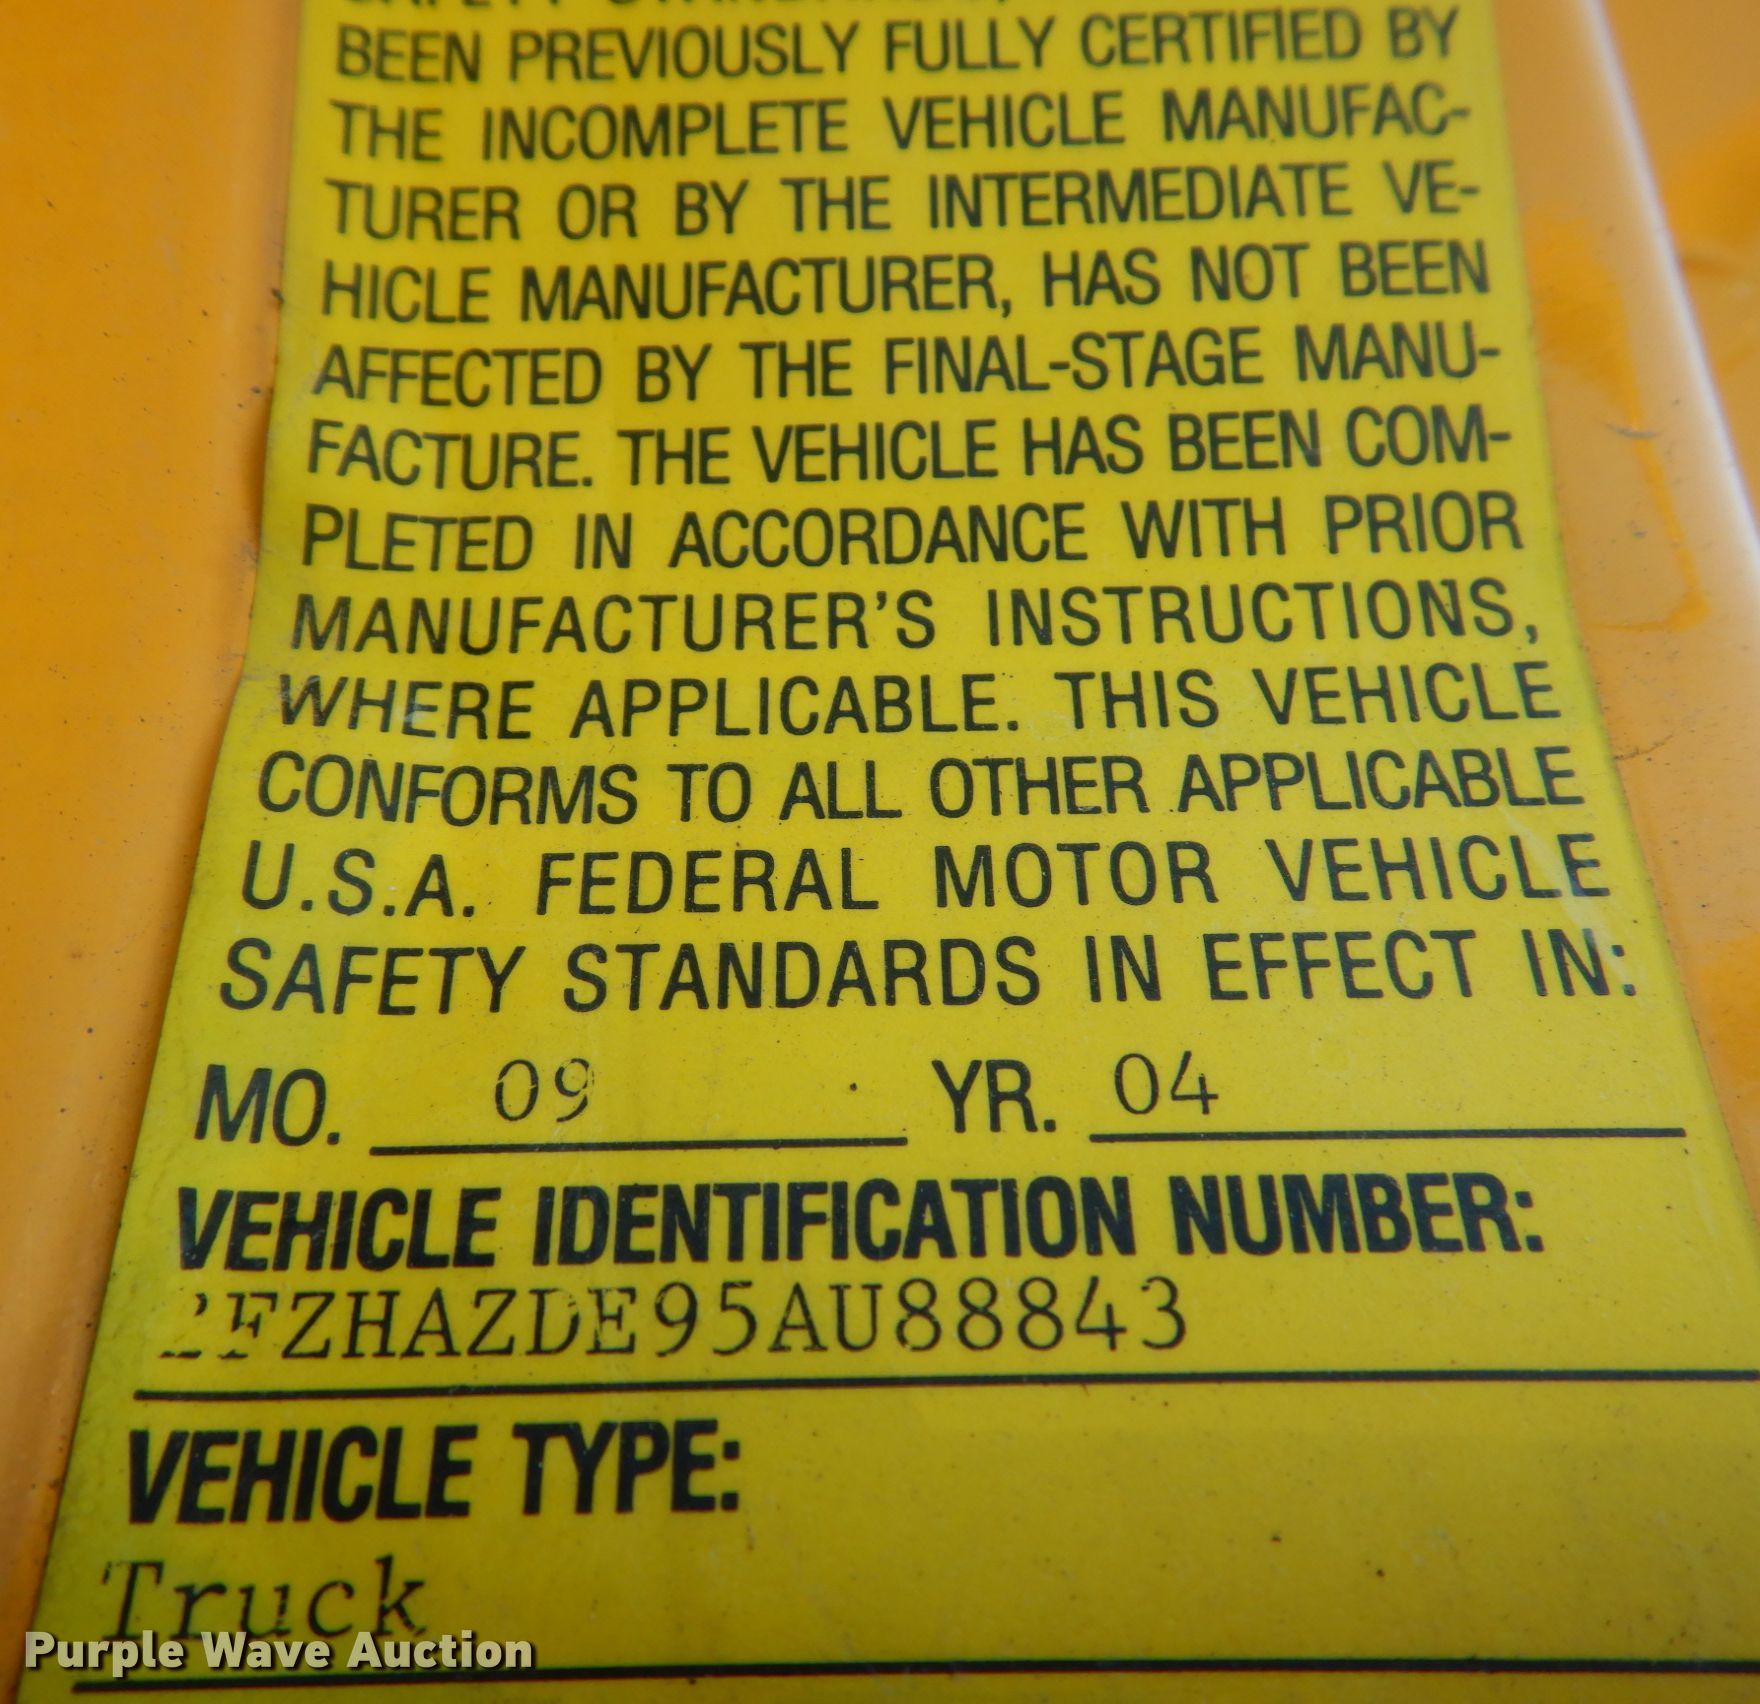 SAFETY STANDARDS,
BEEN PREVIOUSLY FULLY CERTIFIED BY
THE INCOMPLETE VEHICLE MANUFAC-
TURER OR BY THE INTERMEDIATE VE-
HICLE MANUFACTURER, HAS NOT BEEN
AFFECTED BY THE FINAL-STAGE MANU-
FACTURE. THE VEHICLE HAS BEEN COM-
PLETED IN ACCORDANCE WITH PRIOR
MANUFACTURER'S INSTRUCTIONS,
WHERE APPLICABLE. THIS VEHICLE
CONFORMS TO ALL OTHER APPLICABLE
U.S.A. FEDERAL MOTOR VEHICLE
SAFETY STANDARDS IN EFFECT IN:
MO. 09 YR. 04
VEHICLE IDENTIFICATION NUMBER:
2FZHAZDE95AU88843
VEHICLE TYPE:
Truck
Purple Wave Auction